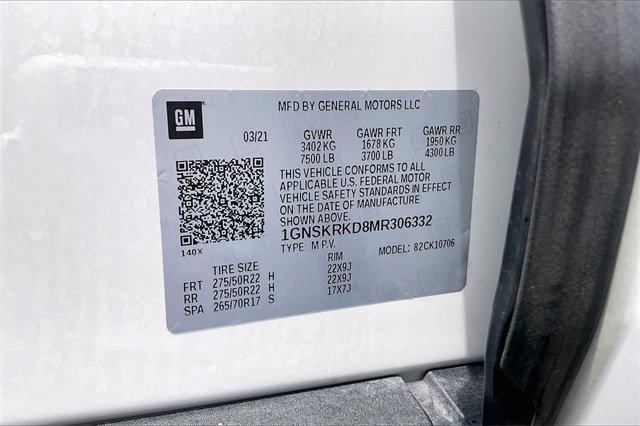 MFD BY GENERAL MOTORS LLC
GM
03/21 GVWR GAWR FRT GAWR RR
3402 KG 1678 KG 1950 KG
7500 LB 3700 LB 4300 LB
THIS VEHICLE CONFORMS TO ALL
APPLICABLE U.S. FEDERAL MOTOR
VEHICLE SAFETY STANDARDS IN EFFECT
ON THE DATE OF MANUFACTURE
SHOWN ABOVE.
1GNSKRKD8MR306332
140X TYPE: M.P.V. MODEL: 82CK10706
TIRE SIZE RIM
FRT 275/50R22 H 22X9J
RR 275/50R22 H 22X9J
SPA 265/70R17 S 17X7J